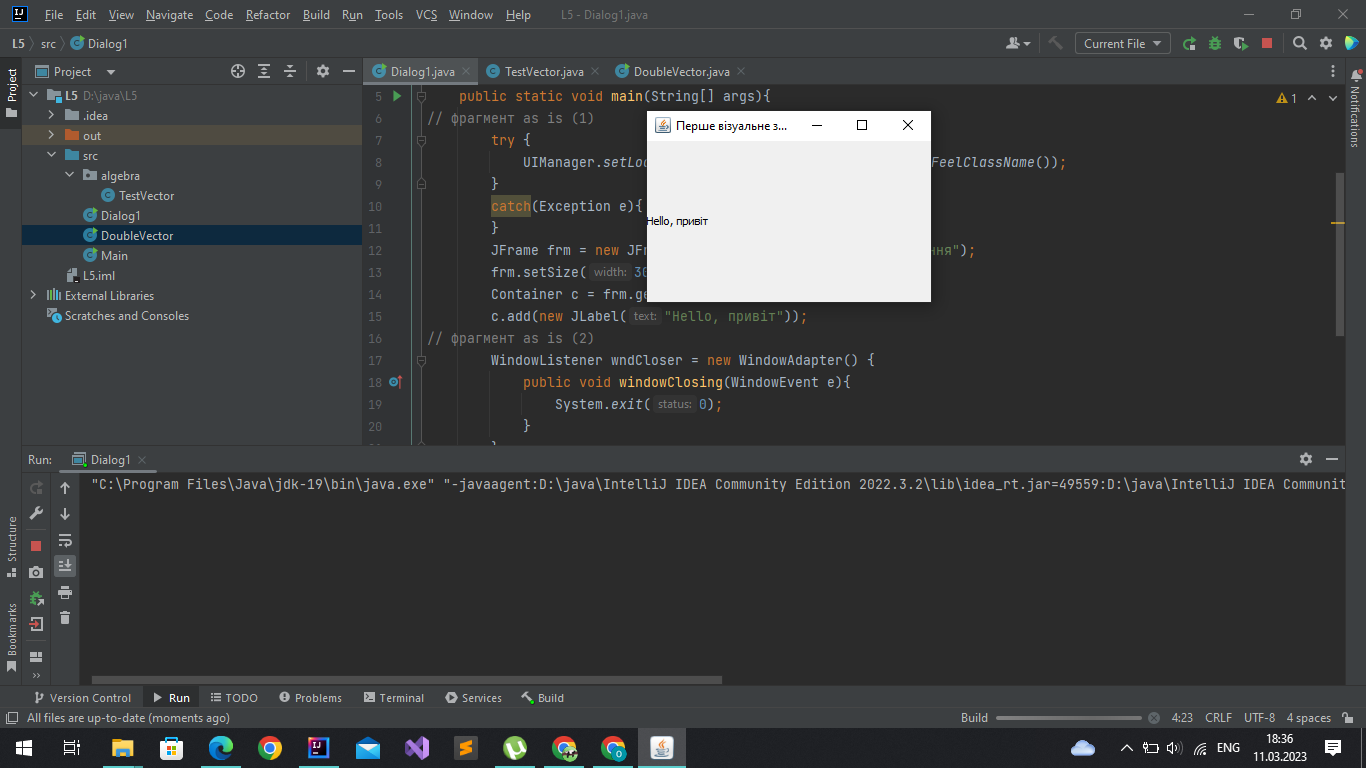 File Edit View Navigate Code Refactor Build Run Tools VCS Window Help L5 - Dialog1.java
L5 src Dialog1
Current File
Project
Dialog1.java
TestVector.java
DoubleVector.java
Project
L5 D:\java\L5
.idea
out
src
algebra
TestVector
Dialog1
DoubleVector
Main
L5.iml
External Libraries
Scratches and Consoles
1
5 public static void main(String[] args){
6 // фрагмент as is (1)
7 try {
8 UIManager.setLoo FeelClassName());
9 }
10 catch(Exception e){
11 }
12 JFrame frm = new JFr ння");
13 frm.setSize( width: 30
14 Container c = frm.ge
15 c.add(new JLabel( text: "Hello, привіт"));
16 // фрагмент as is (2)
17 WindowListener wndCloser = new WindowAdapter() {
18 public void windowClosing(WindowEvent e){
19 System.exit( status: 0);
20 }
Перше візуальне з...
Hello, привіт
Notifications
Structure
Bookmarks
Run: Dialog1
"C:\Program Files\Java\jdk-19\bin\java.exe" "-javaagent:D:\java\IntelliJ IDEA Community Edition 2022.3.2\lib\idea_rt.jar=49559:D:\java\IntelliJ IDEA Communit
Version Control Run TODO Problems Terminal Services Build
All files are up-to-date (moments ago) Build 4:23 CRLF UTF-8 4 spaces
ENG
18:36
11.03.2023